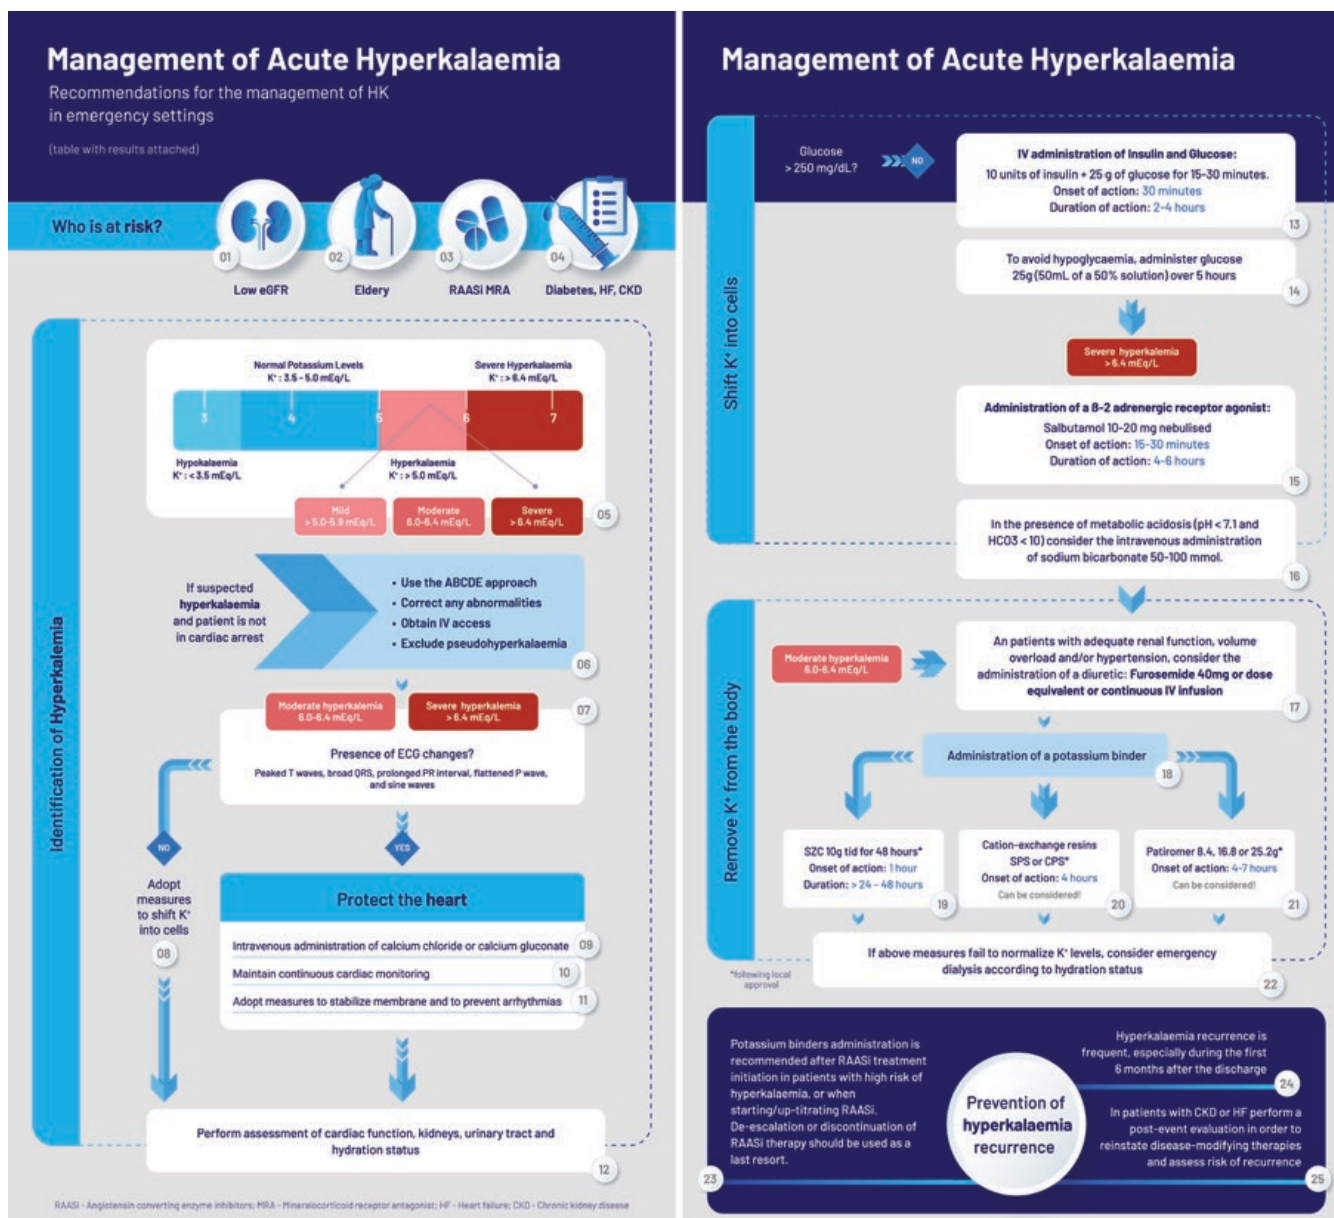 Management of Acute Hyperkalaemia
Recommendations for the management of HK
in emergency settings
(table with results attached)
Who is at risk?
01
02
03
04
Low eGFR
Eldery
RAASi MRA
Diabetes, HF, CKD
Identification of Hyperkalemia
Normal Potassium Levels
K⁺: 3.5 - 5.0 mEq/L
Severe Hyperkalaemia
K⁺: > 6.4 mEq/L
3
4
5
6
7
Hypokalaemia
K⁺: < 3.5 mEq/L
Hyperkalaemia
K⁺: > 5.0 mEq/L
Mild
> 5.0-5.9 mEq/L
Moderate
6.0-6.4 mEq/L
Severe
> 6.4 mEq/L
05
If suspected
hyperkalaemia
and patient is not
in cardiac arrest
• Use the ABCDE approach
• Correct any abnormalities
• Obtain IV access
• Exclude pseudohyperkalaemia
06
Moderate hyperkalemia
6.0-6.4 mEq/L
Severe hyperkalemia
> 6.4 mEq/L
07
Presence of ECG changes?
Peaked T waves, broad QRS, prolonged PR interval, flattened P wave,
and sine waves
NO
YES
Adopt
measures
to shift K⁺
into cells
08
Protect the heart
Intravenous administration of calcium chloride or calcium gluconate 09
Maintain continuous cardiac monitoring 10
Adopt measures to stabilize membrane and to prevent arrhythmias 11
Perform assessment of cardiac function, kidneys, urinary tract and
hydration status
12
RAASi - Angiotensin converting enzyme inhibitors; MRA - Mineralocorticoid receptor antagonist; HF - Heart failure; CKD - Chronic kidney disease
Management of Acute Hyperkalaemia
Shift K⁺ into cells
Glucose
> 250 mg/dL?
NO
IV administration of Insulin and Glucose:
10 units of insulin + 25 g of glucose for 15-30 minutes.
Onset of action: 30 minutes
Duration of action: 2-4 hours
13
To avoid hypoglycaemia, administer glucose
25g (50mL of a 50% solution) over 5 hours
14
Severe hyperkalemia
> 6.4 mEq/L
Administration of a B-2 adrenergic receptor agonist:
Salbutamol 10-20 mg nebulised
Onset of action: 15-30 minutes
Duration of action: 4-6 hours
15
In the presence of metabolic acidosis (pH < 7.1 and
HCO3 < 10) consider the intravenous administration
of sodium bicarbonate 50-100 mmol.
16
Remove K⁺ from the body
Moderate hyperkalemia
6.0-6.4 mEq/L
An patients with adequate renal function, volume
overload and/or hypertension, consider the
administration of a diuretic: Furosemide 40mg or dose
equivalent or continuous IV infusion
17
Administration of a potassium binder
18
SZC 10g tid for 48 hours*
Onset of action: 1 hour
Duration: > 24 - 48 hours
19
Cation-exchange resins
SPS or CPS*
Onset of action: 4 hours
Can be considered!
20
Patiromer 8.4, 16.8 or 25.2g*
Onset of action: 4-7 hours
Can be considered!
21
If above measures fail to normalize K⁺ levels, consider emergency
dialysis according to hydration status
22
*following local
approval
Potassium binders administration is
recommended after RAASi treatment
initiation in patients with high risk of
hyperkalaemia, or when
starting/up-titrating RAASi.
De-escalation or discontinuation of
RAASi therapy should be used as a
last resort.
23
Prevention of
hyperkalaemia
recurrence
Hyperkalaemia recurrence is
frequent, especially during the first
6 months after the discharge
24
In patients with CKD or HF perform a
post-event evaluation in order to
reinstate disease-modifying therapies
and assess risk of recurrence
25